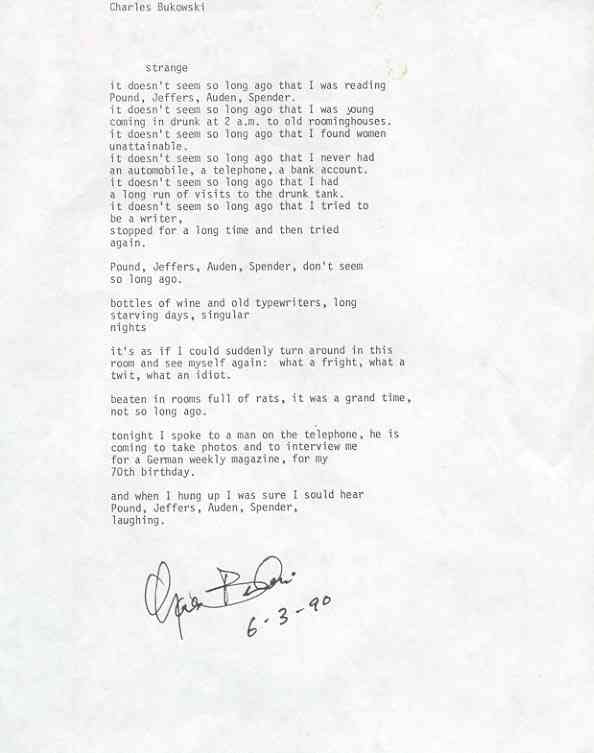 Charles Bukowski
strange
it doesn't seem so long ago that I was reading
Pound, Jeffers, Auden, Spender.
it doesn't seem so long ago that I was young
coming in drunk at 2 a.m. to old roominghouses.
it doesn't seem so long ago that I found women
unattainable.
it doesn't seem so long ago that I never had
an automobile, a telephone, a bank account.
it doesn't seem so long ago that I had
a long run of visits to the drunk tank.
it doesn't seem so long ago that I tried to
be a writer,
stopped for a long time and then tried
again.
Pound, Jeffers, Auden, Spender, don't seem
so long ago.
bottles of wine and old typewriters, long
starving days, singular
nights
it's as if I could suddenly turn around in this
room and see myself again: what a fright, what a
twit, what an idiot.
beaten in rooms full of rats, it was a grand time,
not so long ago.
tonight I spoke to a man on the telephone, he is
coming to take photos and to interview me
for a German weekly magazine, for my
70th birthday.
and when I hung up I was sure I sould hear
Pound, Jeffers, Auden, Spender,
laughing.
6-3-90